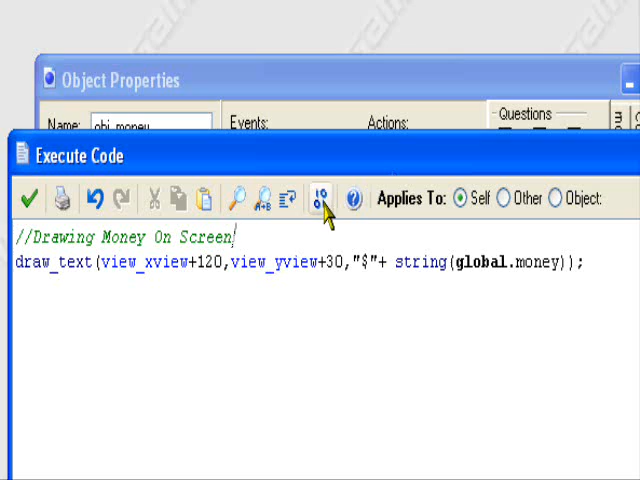 Object Properties
Name: obj_money Events: Actions: Questions
Execute Code
Applies To: Self Other Object:
//Drawing Money On Screen
draw_text(view_xview+120,view_yview+30,"$"+ string(global.money));